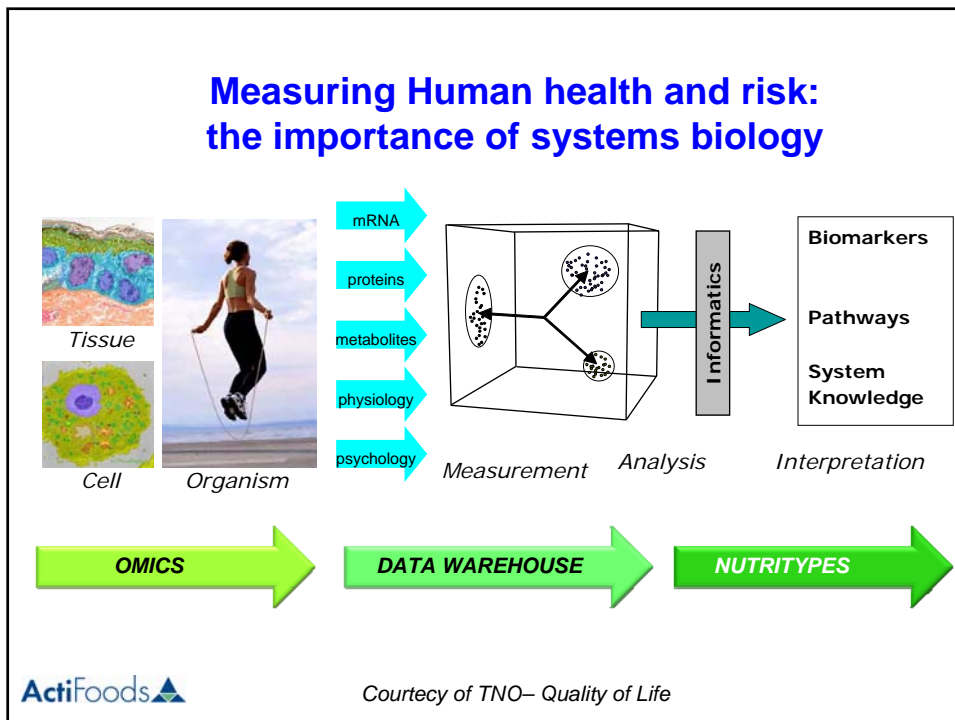 Measuring Human health and risk:
the importance of systems biology
Tissue
Cell
Organism
mRNA
proteins
metabolites
physiology
psychology
Measurement
Analysis
Informatics
Biomarkers
Pathways
System
Knowledge
Interpretation
OMICS
DATA WAREHOUSE
NUTRITYPES
ActiFoods
Courtecy of TNO– Quality of Life